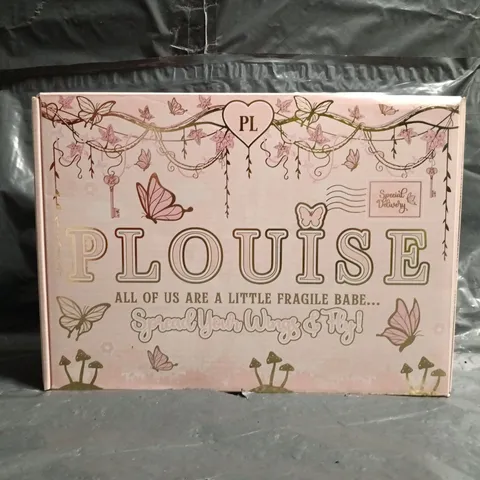 PL
Special
Delivery
PLOUISE
ALL OF US ARE A LITTLE FRAGILE BABE...
Spread Your Wings & Fly!